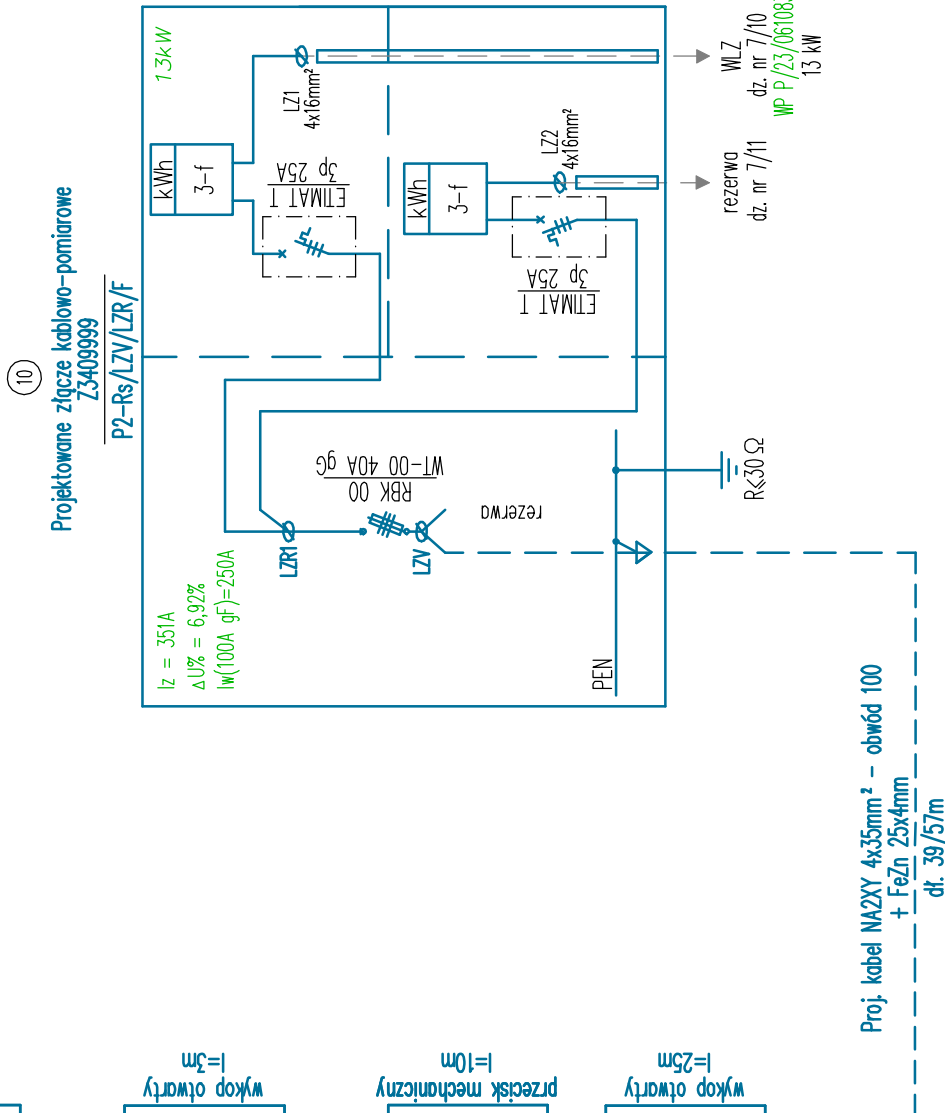 10
Projektowane złącze kablowo-pomiarowe
Z3409999
P2-Rs/LZV/LZR/F
13kW
kWh
3-f
LZ1
4x16mm²
ETIMAT T
3p 25A
kWh
3-f
LZ2
4x16mm²
ETIMAT T
3p 25A
Iz = 351A
ΔU% = 6,92%
Iw(100A gF)=250A
LZR1
RBK 00
WT-00 40A gG
LZV
rezerwa
PEN
R≤30 Ω
rezerwa
dz. nr 7/11
WLZ
dz. nr 7/10
WP P/23/06108
13 kW
Proj. kabel NA2XY 4x35mm² - obwód 100
+ FeZn 25x4mm
dł. 39/57m
wykop otwarty
l=3m
przecisk mechaniczny
l=10m
wykop otwarty
l=25m